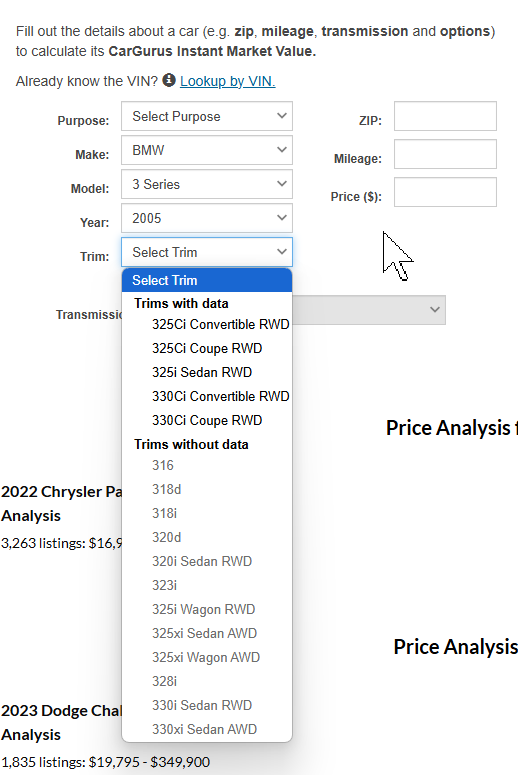 Fill out the details about a car (e.g. zip, mileage, transmission and options)
to calculate its CarGurus Instant Market Value.
Already know the VIN? Lookup by VIN.
Purpose: Select Purpose
ZIP:
Make: BMW
Mileage:
Model: 3 Series
Price ($):
Year: 2005
Trim: Select Trim
Select Trim
Trims with data
325Ci Convertible RWD
325Ci Coupe RWD
325i Sedan RWD
330Ci Convertible RWD
330Ci Coupe RWD
Trims without data
316
318d
318i
320d
320i Sedan RWD
323i
325i Wagon RWD
325xi Sedan AWD
325xi Wagon AWD
328i
330i Sedan RWD
330xi Sedan AWD
Transmissi
Price Analysis f
2022 Chrysler Pa
Analysis
3,263 listings: $16,9
Price Analysis
2023 Dodge Chal
Analysis
1,835 listings: $19,795 - $349,900